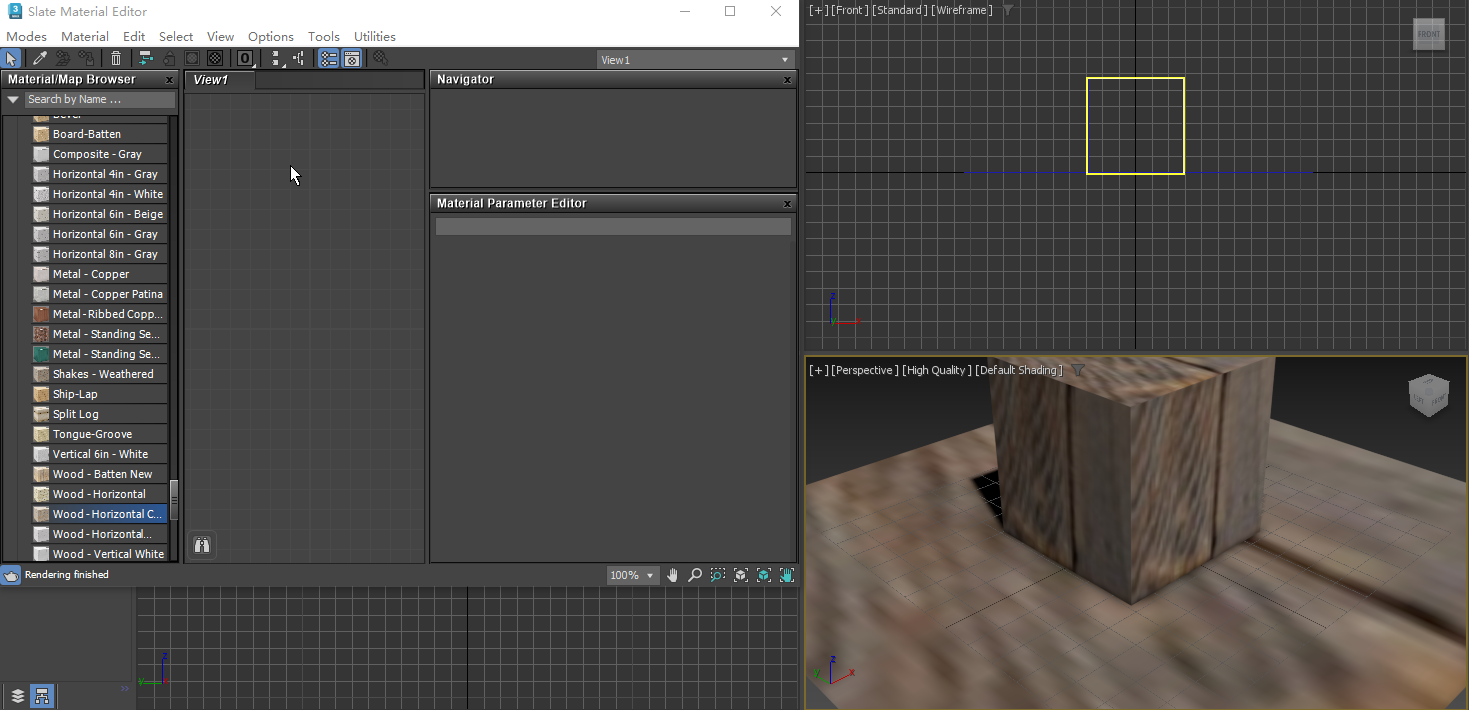 Slate Material Editor
Modes Material Edit Select View Options Tools Utilities
0
View1
Material/Map Browser
Search by Name ...
Bevel
Board-Batten
Composite - Gray
Horizontal 4in - Gray
Horizontal 4in - White
Horizontal 6in - Beige
Horizontal 6in - Gray
Horizontal 8in - Gray
Metal - Copper
Metal - Copper Patina
Metal - Ribbed Copp...
Metal - Standing Se...
Metal - Standing Se...
Shakes - Weathered
Ship-Lap
Split Log
Tongue-Groove
Vertical 6in - White
Wood - Batten New
Wood - Horizontal
Wood - Horizontal C...
Wood - Horizontal...
Wood - Vertical White
View1
Navigator
Material Parameter Editor
Rendering finished
100%
[+] [Front ] [Standard ] [Wireframe ]
FRONT
z
x
y
[+] [Perspective ] [High Quality ] [Default Shading ]
LEFT
FRONT
z
y
x
z
y